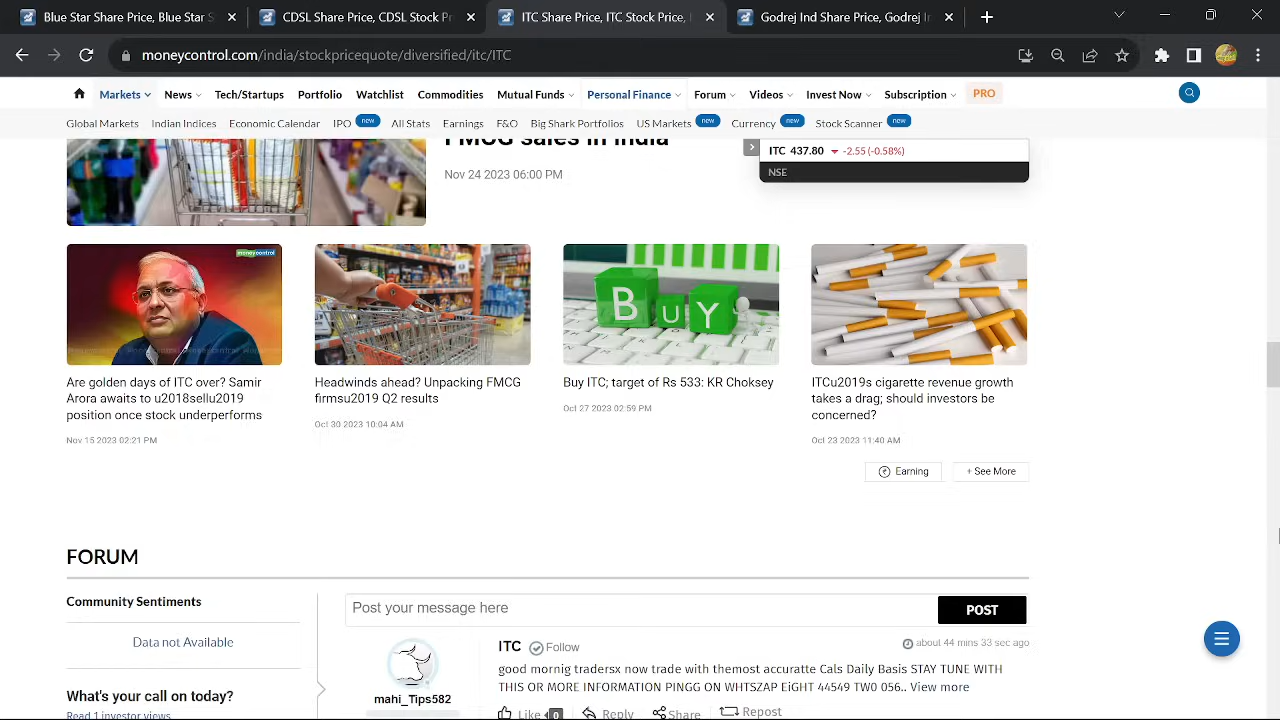 Blue Star Share Price, Blue Star S
CDSL Share Price, CDSL Stock P
ITC Share Price, ITC Stock Price,
Godrej Ind Share Price, Godrej In
moneycontrol.com/india/stockpricequote/diversified/itc/ITC
Markets News Tech/Startups Portfolio Watchlist Commodities Mutual Funds Personal Finance Forum Videos Invest Now Subscription PRO
Global Markets Indian Indices Economic Calendar IPO new All Stats Earnings F&O Big Shark Portfolios US Markets new Currency new Stock Scanner new
FMCG sales in India
Nov 24 2023 06:00 PM
ITC 437.80 -2.55 (-0.58%)
NSE
moneycontrol
BUY
Are golden days of ITC over? Samir
Arora awaits to u2018sellu2019
position once stock underperforms
Nov 15 2023 02:21 PM
Headwinds ahead? Unpacking FMCG
firmsu2019 Q2 results
Oct 30 2023 10:04 AM
Buy ITC; target of Rs 533: KR Choksey
Oct 27 2023 02:59 PM
ITCu2019s cigarette revenue growth
takes a drag; should investors be
concerned?
Oct 23 2023 11:40 AM
Earning
+ See More
FORUM
Community Sentiments
Data not Available
What's your call on today?
Read 1 investor views
Post your message here
POST
mahi_Tips582
ITC Follow
about 44 mins 33 sec ago
good mornig tradersx now trade with themost accuratte Cals Daily Basis STAY TUNE WITH
THIS OR MORE INFORMATION PINGG ON WHTSZAP EiGHT 44549 TW0 056.. View more
Like 0 Reply Share Repost